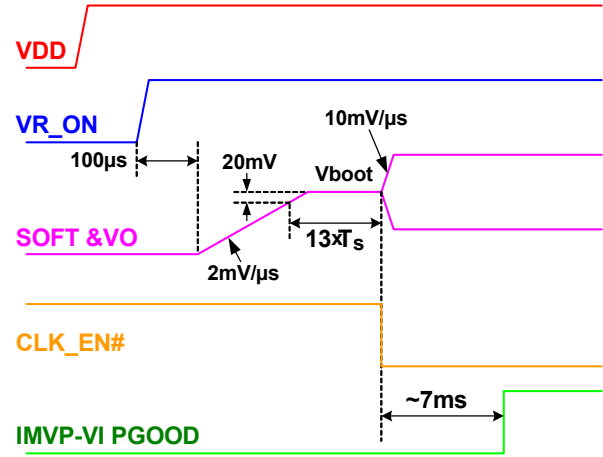 VDD
10mV/µs
VR_ON
100µs
20mV
Vboot
SOFT &VO
13xTs
2mV/µs
CLK_EN#
~7ms
IMVP-VI PGOOD